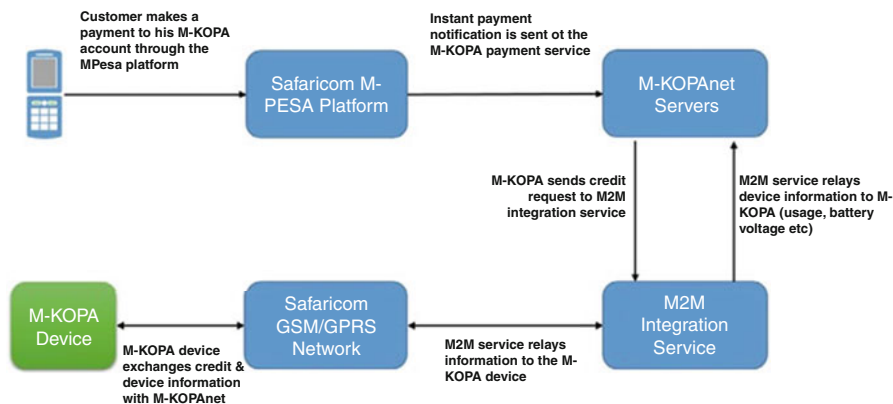 Customer makes a
payment to his M-KOPA
account through the
MPesa platform
Instant payment
notification is sent ot the
M-KOPA payment service
Safaricom M-
PESA Platform
M-KOPAnet
Servers
M-KOPA sends credit
request to M2M
integration service
M2M service relays
device information to M-
KOPA (usage, battery
voltage etc)
M-KOPA
Device
Safaricom
GSM/GPRS
Network
M2M
Integration
Service
M-KOPA device
exchanges credit &
device information
with M-KOPAnet
M2M service relays
information to the M-
KOPA device